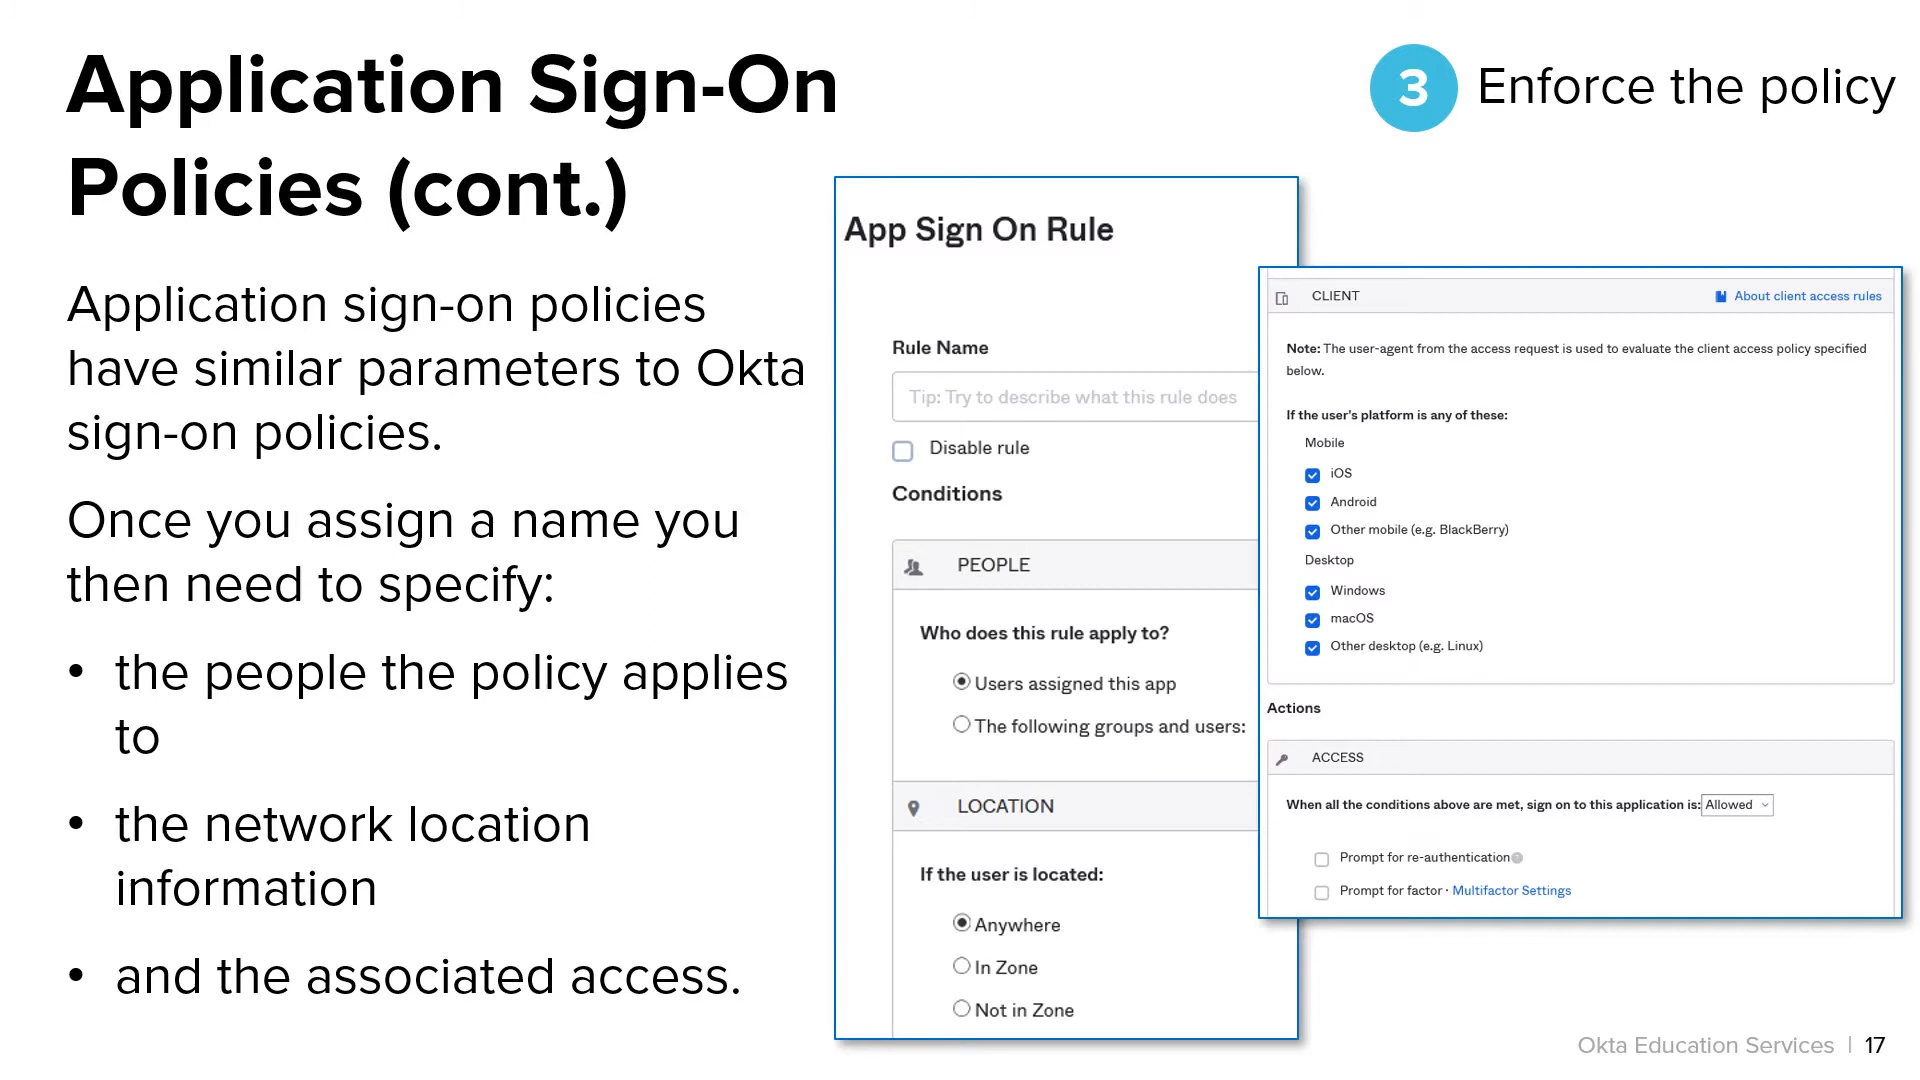 Application Sign-On
Policies (cont.)
3
Enforce the policy
Application sign-on policies
have similar parameters to Okta
sign-on policies.
Once you assign a name you
then need to specify:
• the people the policy applies
to
• the network location
information
• and the associated access.
App Sign On Rule
Rule Name
Tip: Try to describe what this rule does
Disable rule
Conditions
PEOPLE
Who does this rule apply to?
Users assigned this app
The following groups and users:
LOCATION
If the user is located:
Anywhere
In Zone
Not in Zone
CLIENT
About client access rules
Note: The user-agent from the access request is used to evaluate the client access policy specified
below.
If the user's platform is any of these:
Mobile
iOS
Android
Other mobile (e.g. BlackBerry)
Desktop
Windows
macOS
Other desktop (e.g. Linux)
Actions
ACCESS
When all the conditions above are met, sign on to this application is: Allowed
Prompt for re-authentication
Prompt for factor · Multifactor Settings
Okta Education Services | 17